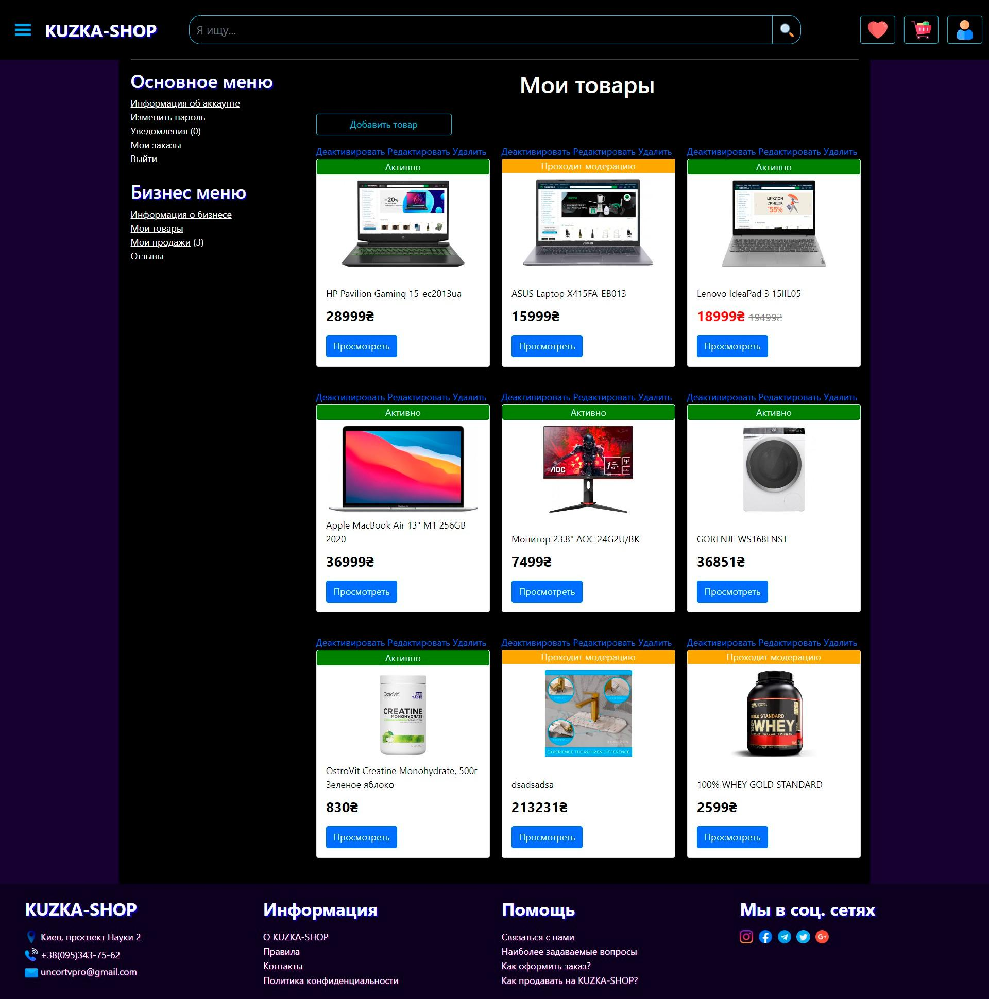 KUZKA-SHOP
Я ищу...
Основное меню
Информация об аккаунте
Изменить пароль
Уведомления (0)
Мои заказы
Выйти
Бизнес меню
Информация о бизнесе
Мои товары
Мои продажи (3)
Отзывы
Мои товары
Добавить товар
Деактивировать Редактировать Удалить
Активно
HP Pavilion Gaming 15-ec2013ua
28999₴
Просмотреть
Деактивировать Редактировать Удалить
Проходит модерацию
ASUS
ASUS Laptop X415FA-EB013
15999₴
Просмотреть
Деактивировать Редактировать Удалить
Активно
ЦИКЛОН
СКИДОК
55%
Lenovo IdeaPad 3 15IIL05
18999₴ 19499₴
Просмотреть
Деактивировать Редактировать Удалить
Активно
Apple MacBook Air 13" M1 256GB
2020
36999₴
Просмотреть
Деактивировать Редактировать Удалить
Активно
AOC
Монитор 23.8" AOC 24G2U/BK
7499₴
Просмотреть
Деактивировать Редактировать Удалить
Активно
GORENJE WS168LNST
36851₴
Просмотреть
Деактивировать Редактировать Удалить
Активно
OstroVit
TASTE
CREATINE
MONOHYDRATE
OstroVit Creatine Monohydrate, 500г
Зеленое яблоко
830₴
Просмотреть
Деактивировать Редактировать Удалить
Проходит модерацию
RUHIZEN
EXPERIENCE THE RUHIZEN DIFFERENCE
dsadsadsa
213231₴
Просмотреть
Деактивировать Редактировать Удалить
Проходит модерацию
GOLD STANDARD
100% WHEY
100% WHEY GOLD STANDARD
2599₴
Просмотреть
KUZKA-SHOP
Киев, проспект Науки 2
+38(095)343-75-62
uncortvpro@gmail.com
Информация
О KUZKA-SHOP
Правила
Контакты
Политика конфиденциальности
Помощь
Связаться с нами
Наиболее задаваемые вопросы
Как оформить заказ?
Как продавать на KUZKA-SHOP?
Мы в соц. сетях